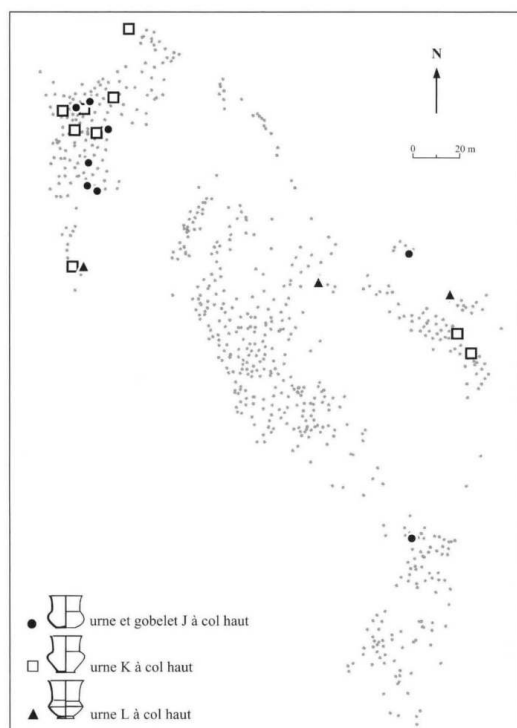 N
0 20 m
urne et gobelet J à col haut
urne K à col haut
urne L à col haut